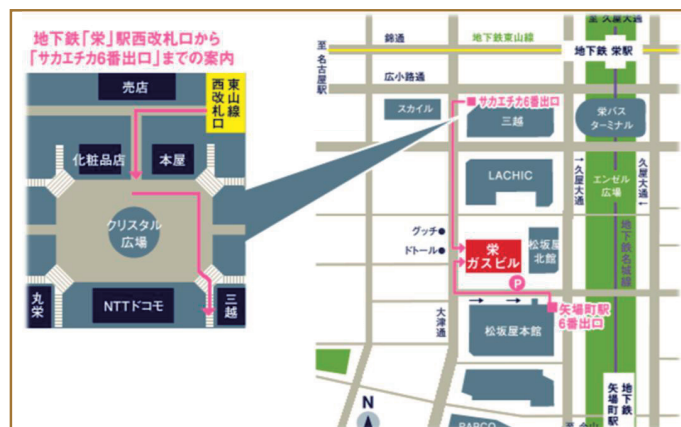 地下鉄「栄」駅西改札口から
「サカエチカ6番出口」までの案内
売店
東山線
西改札口
化粧品店
本屋
クリスタル
広場
丸栄
NTTドコモ
三越
至 久屋大通
錦通
地下鉄東山線
地下鉄 栄駅
至 名古屋駅
広小路通
スカイル
サカエチカ6番出口
三越
栄バス
ターミナル
LACHIC
→久屋大通
エンゼル
広場
久屋大通←
グッチ
ドトール
栄
ガスビル
松坂屋
北館
地下鉄名城線
P
矢場町駅
6番出口
大津通
松坂屋本館
地下鉄
矢場町駅
N
PARCO
至 金山